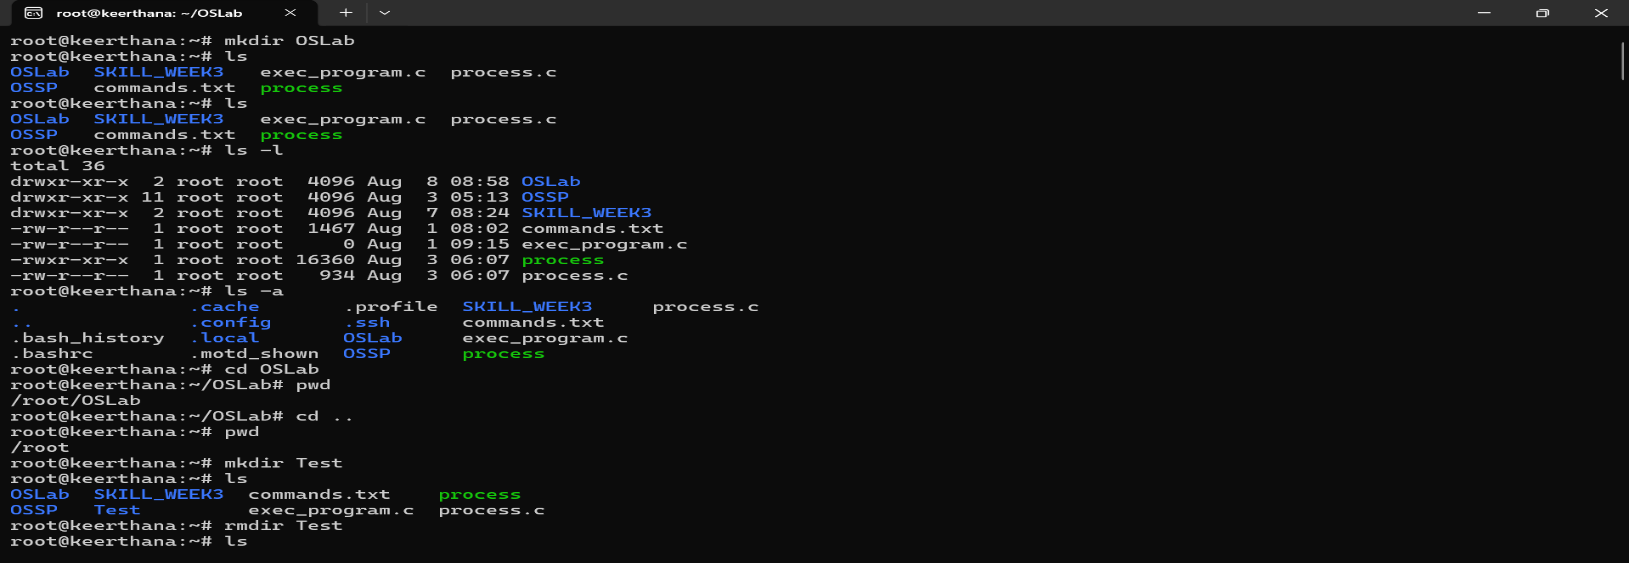 root@keerthana: ~/OSLab
root@keerthana:~# mkdir OSLab
root@keerthana:~# ls
OSLab  SKILL_WEEK3   exec_program.c  process.c
OSSP   commands.txt  process
root@keerthana:~# ls
OSLab  SKILL_WEEK3   exec_program.c  process.c
OSSP   commands.txt  process
root@keerthana:~# ls -l
total 36
drwxr-xr-x  2 root root  4096 Aug  8 08:58 OSLab
drwxr-xr-x 11 root root  4096 Aug  3 05:13 OSSP
drwxr-xr-x  2 root root  4096 Aug  7 08:24 SKILL_WEEK3
-rw-r--r--  1 root root  1467 Aug  1 08:02 commands.txt
-rw-r--r--  1 root root     0 Aug  1 09:15 exec_program.c
-rwxr-xr-x  1 root root 16360 Aug  3 06:07 process
-rw-r--r--  1 root root   934 Aug  3 06:07 process.c
root@keerthana:~# ls -a
.              .cache       .profile  SKILL_WEEK3     process.c
..             .config      .ssh      commands.txt
.bash_history  .local       OSLab     exec_program.c
.bashrc        .motd_shown  OSSP      process
root@keerthana:~# cd OSLab
root@keerthana:~/OSLab# pwd
/root/OSLab
root@keerthana:~/OSLab# cd ..
root@keerthana:~# pwd
/root
root@keerthana:~# mkdir Test
root@keerthana:~# ls
OSLab  SKILL_WEEK3  commands.txt    process
OSSP   Test         exec_program.c  process.c
root@keerthana:~# rmdir Test
root@keerthana:~# ls